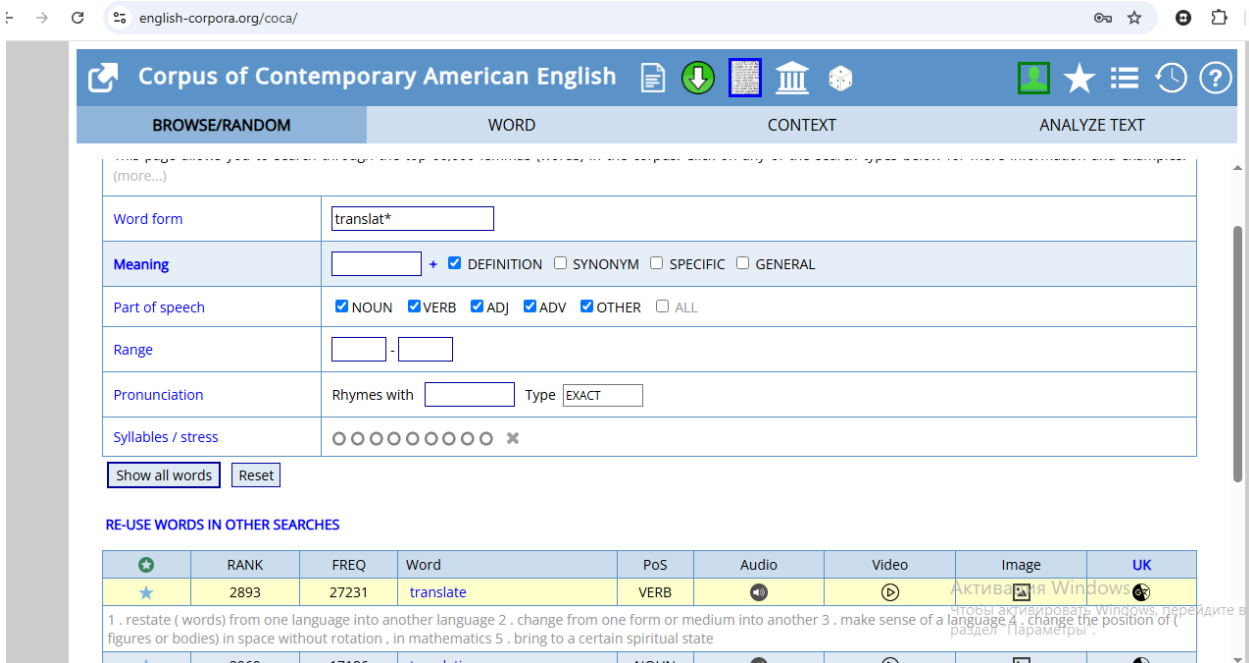 english-corpora.org/coca/
Corpus of Contemporary American English
BROWSE/RANDOM WORD CONTEXT ANALYZE TEXT
(more...)
Word form translat*
Meaning + DEFINITION SYNONYM SPECIFIC GENERAL
Part of speech NOUN VERB ADJ ADV OTHER ALL
Range -
Pronunciation Rhymes with Type EXACT
Syllables / stress
Show all words Reset
RE-USE WORDS IN OTHER SEARCHES
RANK FREQ Word PoS Audio Video Image UK
2893 27231 translate VERB
Активация Windows
Чтобы активировать Windows, перейдите в
раздел "Параметры".
1 . restate ( words) from one language into another language 2 . change from one form or medium into another 3 . make sense of a language 4 . change the position of (
figures or bodies) in space without rotation , in mathematics 5 . bring to a certain spiritual state